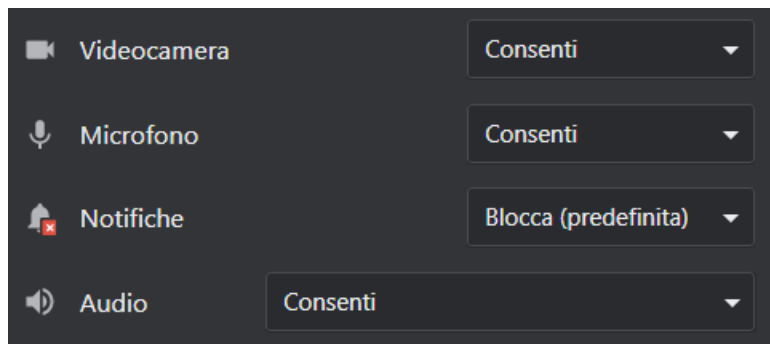 Videocamera Consenti
Microfono Consenti
Notifiche Blocca (predefinita)
Audio Consenti